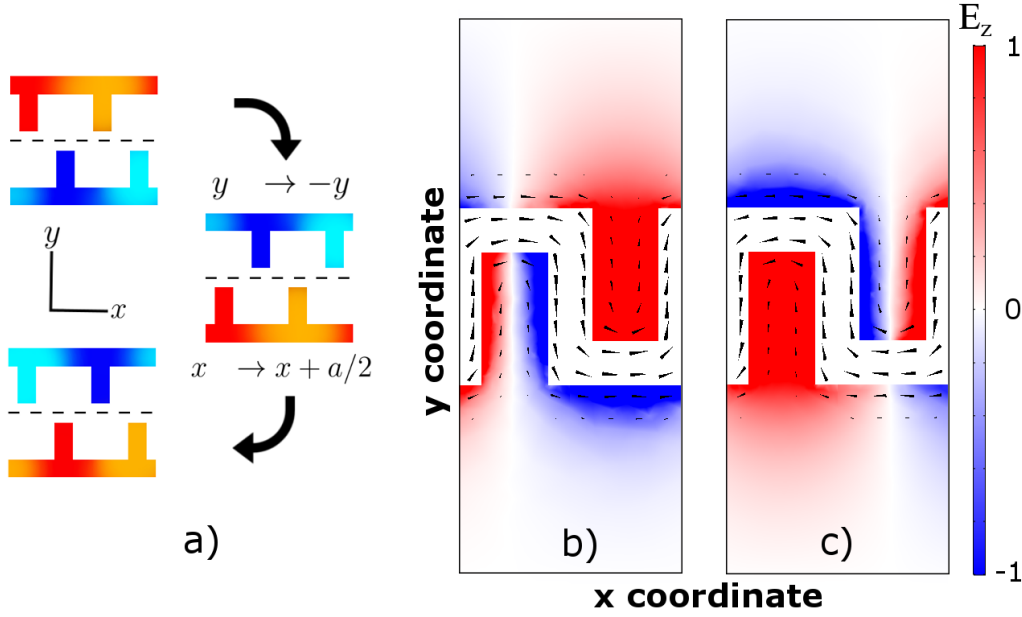 y → −y
y
x
x → x + a/2
a)
y coordinate
b)
c)
x coordinate
E_z
1
0
-1